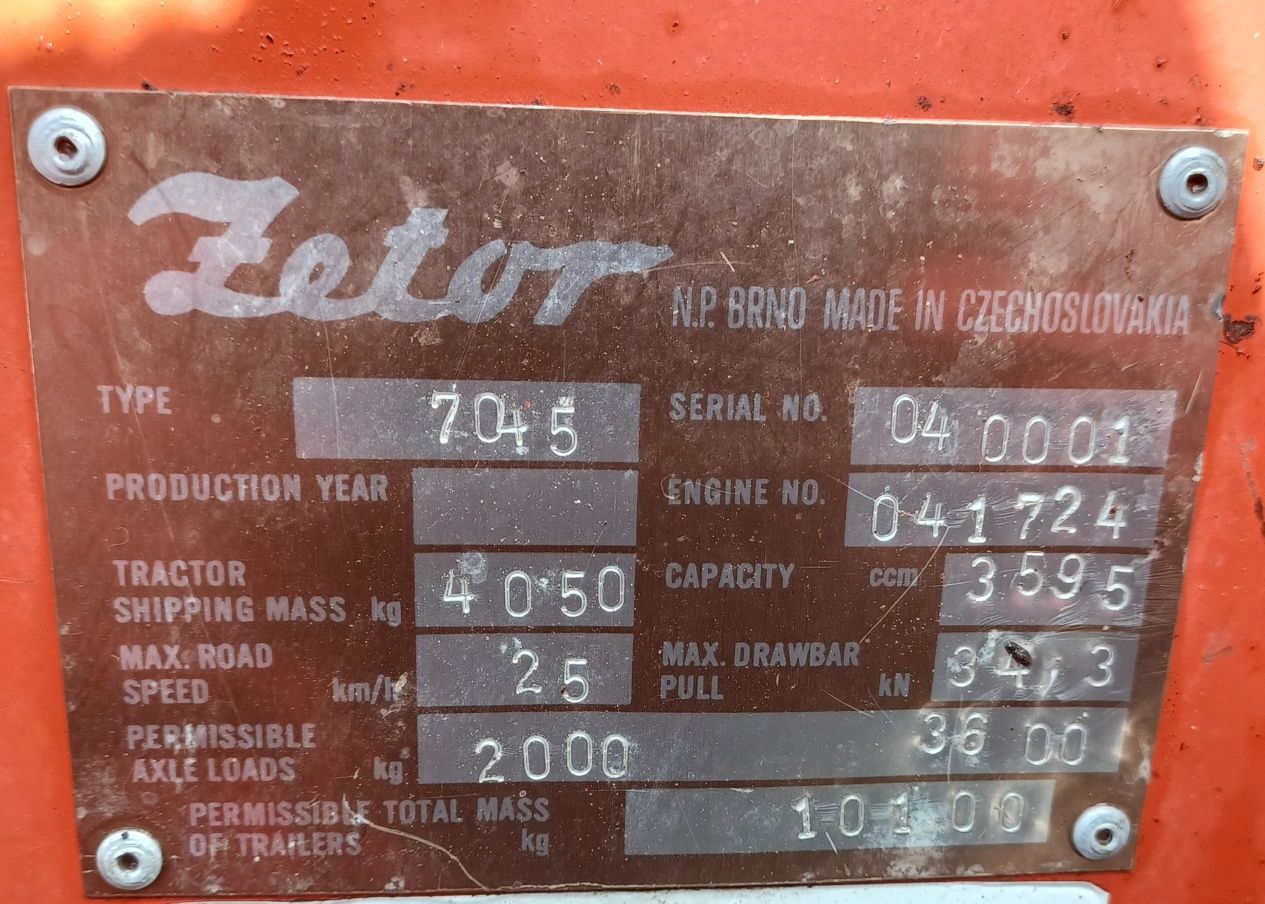 Zetor
N.P. BRNO MADE IN CZECHOSLOVAKIA
TYPE 7045 SERIAL NO. 04 0001
PRODUCTION YEAR ENGINE NO. 041724
TRACTOR
SHIPPING MASS kg 4050 CAPACITY ccm 3595
MAX. ROAD
SPEED km/h 25 MAX. DRAWBAR
PULL kN 34,3
PERMISSIBLE
AXLE LOADS kg 2000 3600
PERMISSIBLE TOTAL MASS
OF TRAILERS kg 10100